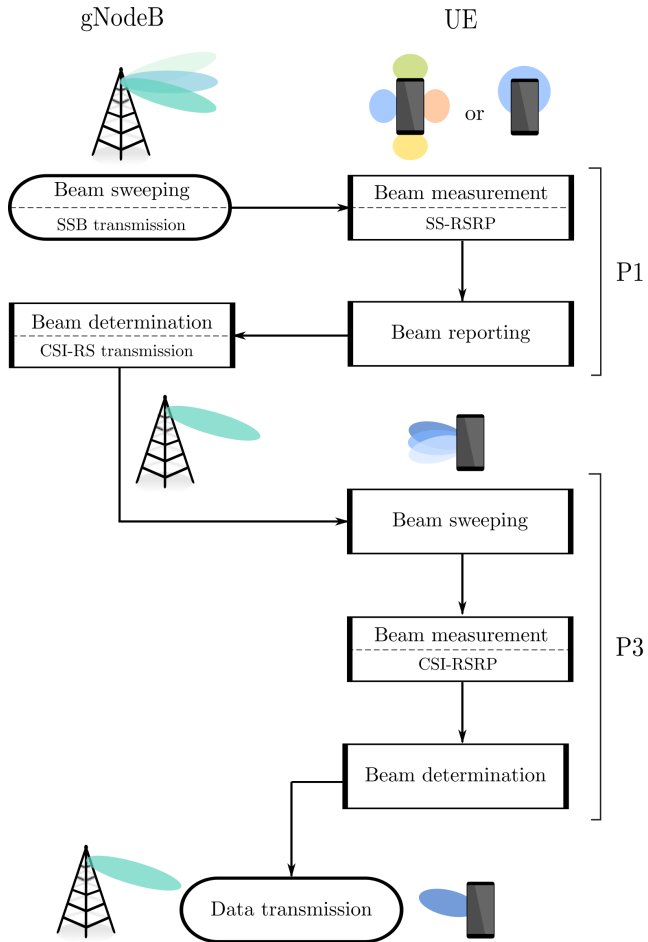 gNodeB
UE
or
Beam sweeping
SSB transmission
Beam measurement
SS-RSRP
P1
Beam determination
CSI-RS transmission
Beam reporting
Beam sweeping
Beam measurement
CSI-RSRP
P3
Beam determination
Data transmission